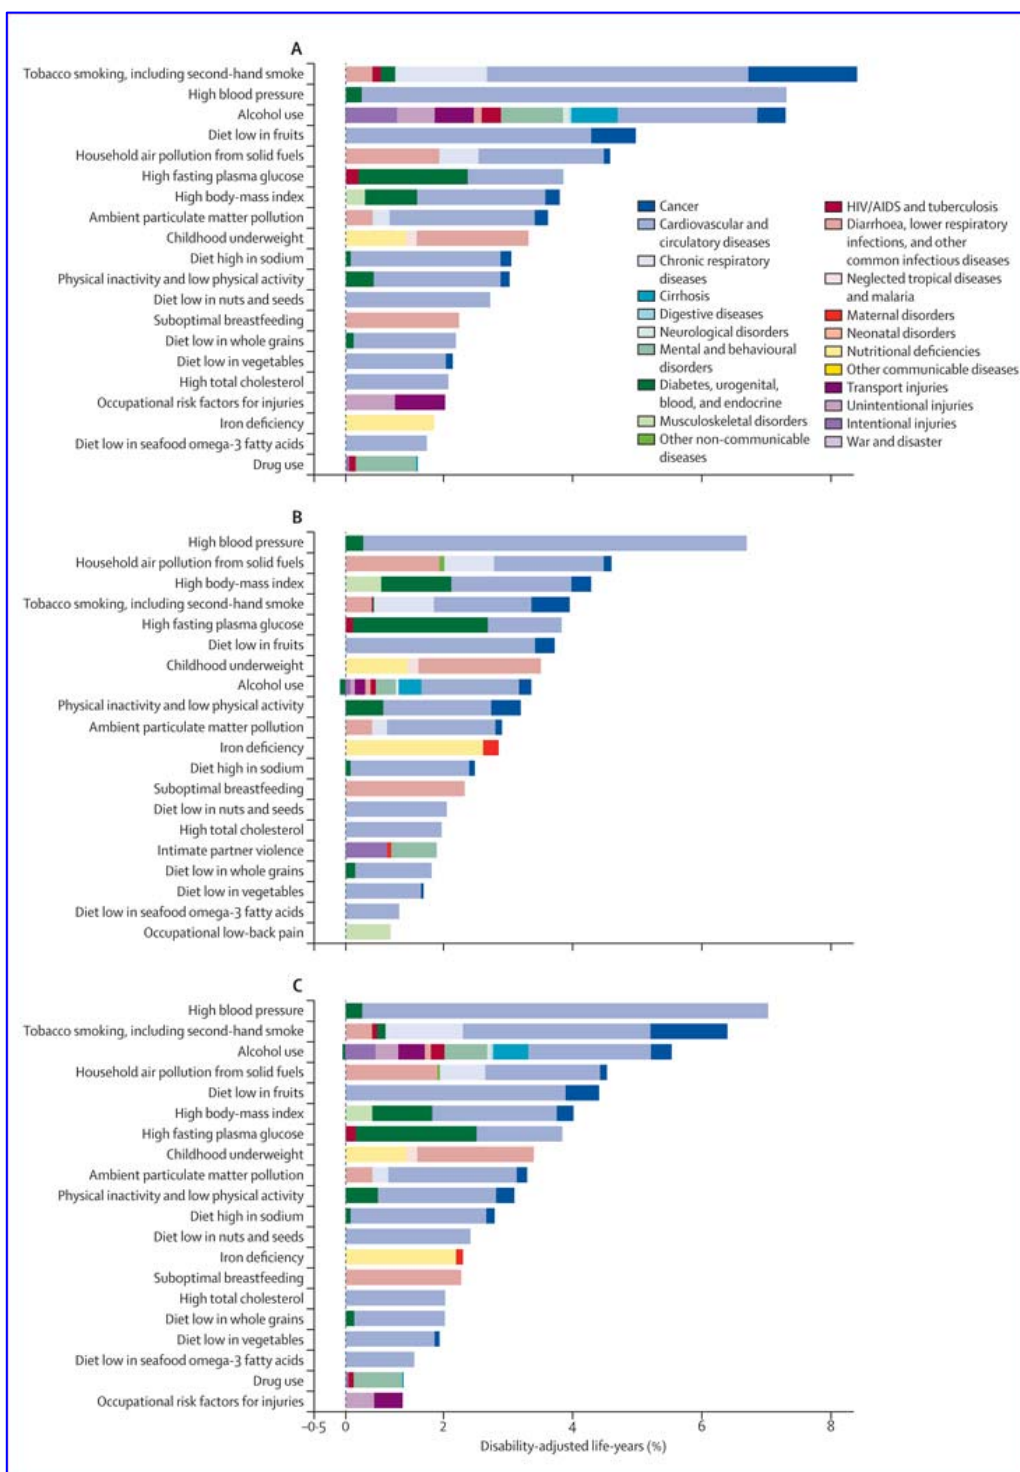 A
Tobacco smoking, including second-hand smoke
High blood pressure
Alcohol use
Diet low in fruits
Household air pollution from solid fuels
High fasting plasma glucose
High body-mass index
Ambient particulate matter pollution
Childhood underweight
Diet high in sodium
Physical inactivity and low physical activity
Diet low in nuts and seeds
Suboptimal breastfeeding
Diet low in whole grains
Diet low in vegetables
High total cholesterol
Occupational risk factors for injuries
Iron deficiency
Diet low in seafood omega-3 fatty acids
Drug use
Cancer
Cardiovascular and
circulatory diseases
Chronic respiratory
diseases
Cirrhosis
Digestive diseases
Neurological disorders
Mental and behavioural
disorders
Diabetes, urogenital,
blood, and endocrine
Musculoskeletal disorders
Other non-communicable
diseases
HIV/AIDS and tuberculosis
Diarrhoea, lower respiratory
infections, and other
common infectious diseases
Neglected tropical diseases
and malaria
Maternal disorders
Neonatal disorders
Nutritional deficiencies
Other communicable diseases
Transport injuries
Unintentional injuries
Intentional injuries
War and disaster
B
High blood pressure
Household air pollution from solid fuels
High body-mass index
Tobacco smoking, including second-hand smoke
High fasting plasma glucose
Diet low in fruits
Childhood underweight
Alcohol use
Physical inactivity and low physical activity
Ambient particulate matter pollution
Iron deficiency
Diet high in sodium
Suboptimal breastfeeding
Diet low in nuts and seeds
High total cholesterol
Intimate partner violence
Diet low in whole grains
Diet low in vegetables
Diet low in seafood omega-3 fatty acids
Occupational low-back pain
C
High blood pressure
Tobacco smoking, including second-hand smoke
Alcohol use
Household air pollution from solid fuels
Diet low in fruits
High body-mass index
High fasting plasma glucose
Childhood underweight
Ambient particulate matter pollution
Physical inactivity and low physical activity
Diet high in sodium
Diet low in nuts and seeds
Iron deficiency
Suboptimal breastfeeding
High total cholesterol
Diet low in whole grains
Diet low in vegetables
Diet low in seafood omega-3 fatty acids
Drug use
Occupational risk factors for injuries
–0·5 0 2 4 6 8
Disability-adjusted life-years (%)